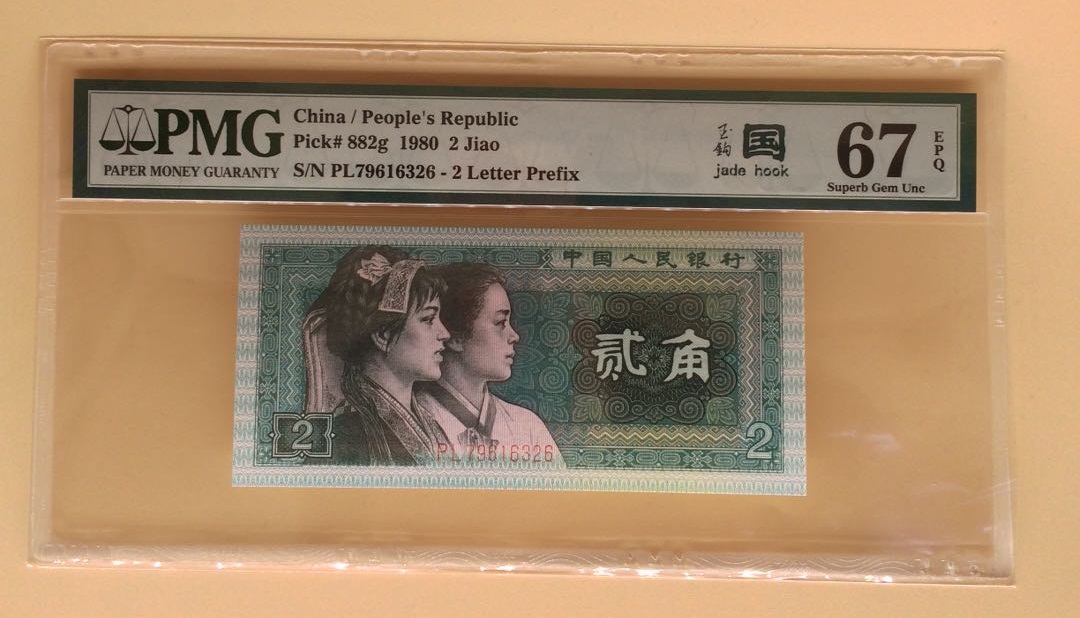 PMG
PAPER MONEY GUARANTY
China / People's Republic
Pick# 882g 1980 2 Jiao
S/N PL79616326 - 2 Letter Prefix
玉鈎 国
jade hook
67 EPQ
Superb Gem Unc
中国人民银行
贰角
2
PL79616326
2